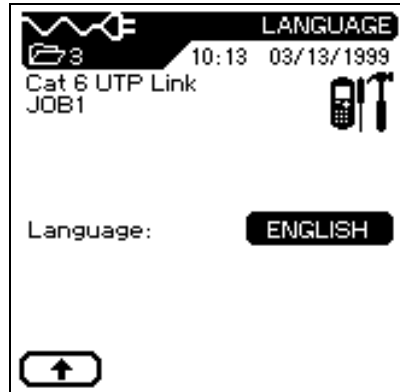 LANGUAGE
3 10:13 03/13/1999
Cat 6 UTP Link
JOB1
Language: ENGLISH